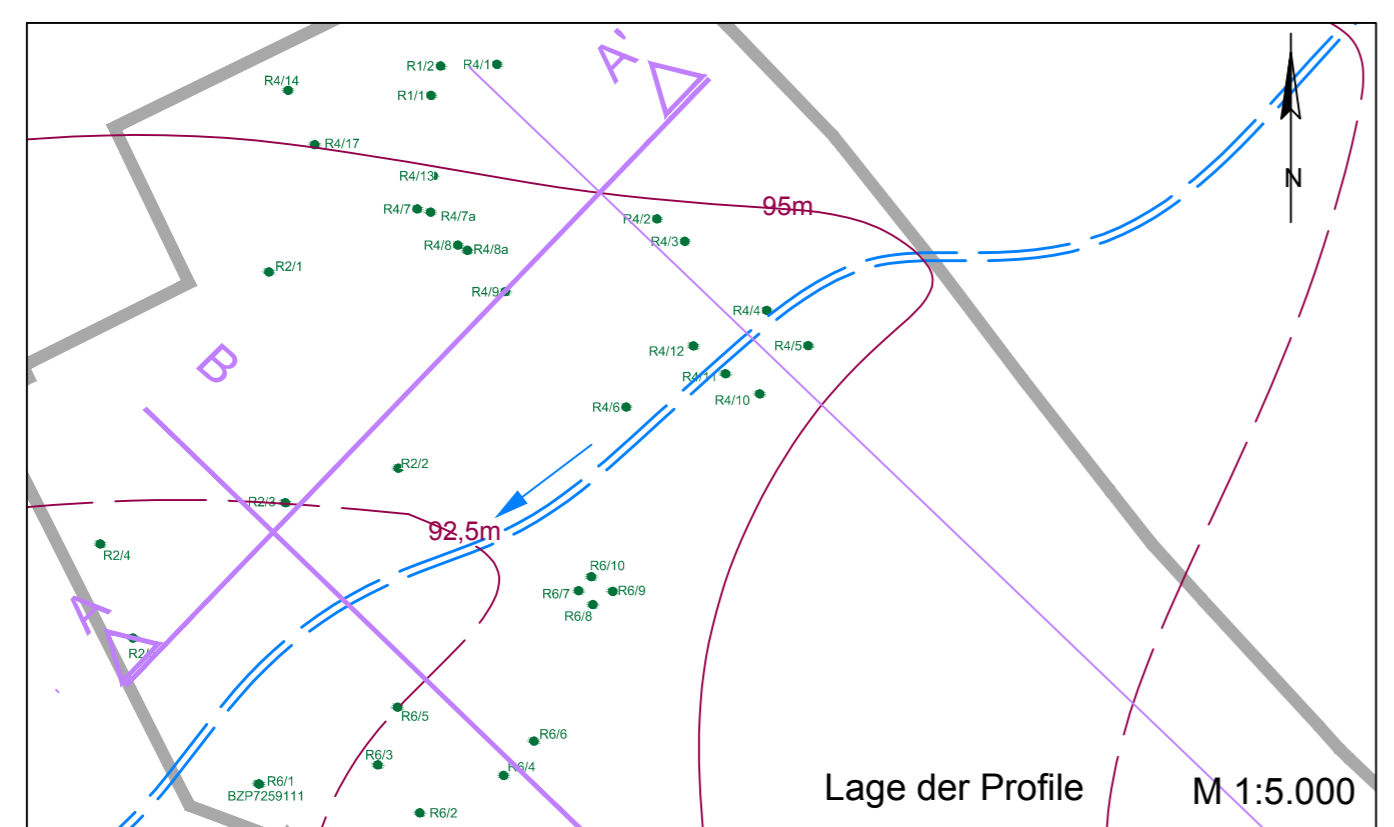 R1/2
R4/1
A'
R4/14
R1/1
R4/17
N
R4/13
R4/7
R4/7a
95m
R4/2
R4/8
R4/8a
R4/3
R2/1
R4/9
R4/4
R4/12
R4/5
B
R4/11
R4/10
R4/6
R2/2
R2/3
92,5m
R2/4
R6/10
R6/7
R6/9
R6/8
A
R6/5
R6/6
R6/3
R6/4
R6/1
BZP7259111
R6/2
Lage der Profile
M 1:5.000